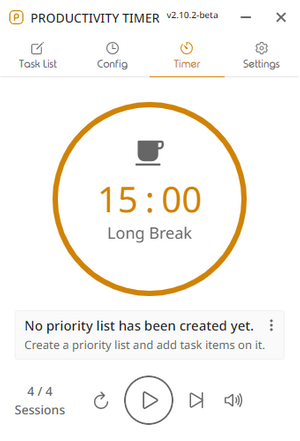 PRODUCTIVITY TIMER v2.10.2-beta
Task List Config Timer Settings
15 : 00
Long Break
No priority list has been created yet.
Create a priority list and add task items on it.
4 / 4
Sessions